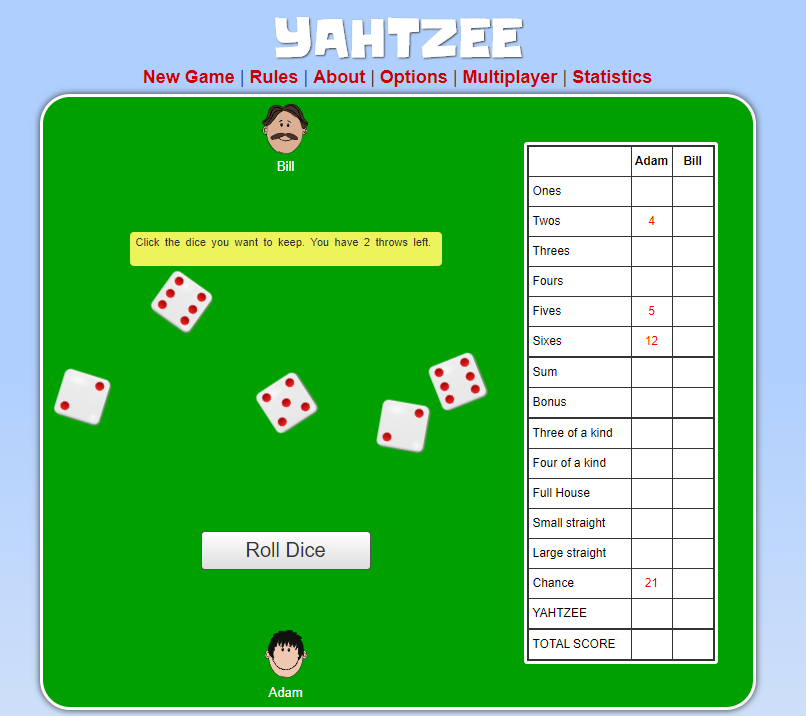 YAHTZEE
New Game | Rules | About | Options | Multiplayer | Statistics
Bill
Click the dice you want to keep. You have 2 throws left.
Roll Dice
Adam
Adam Bill
Ones
Twos 4
Threes
Fours
Fives 5
Sixes 12
Sum
Bonus
Three of a kind
Four of a kind
Full House
Small straight
Large straight
Chance 21
YAHTZEE
TOTAL SCORE